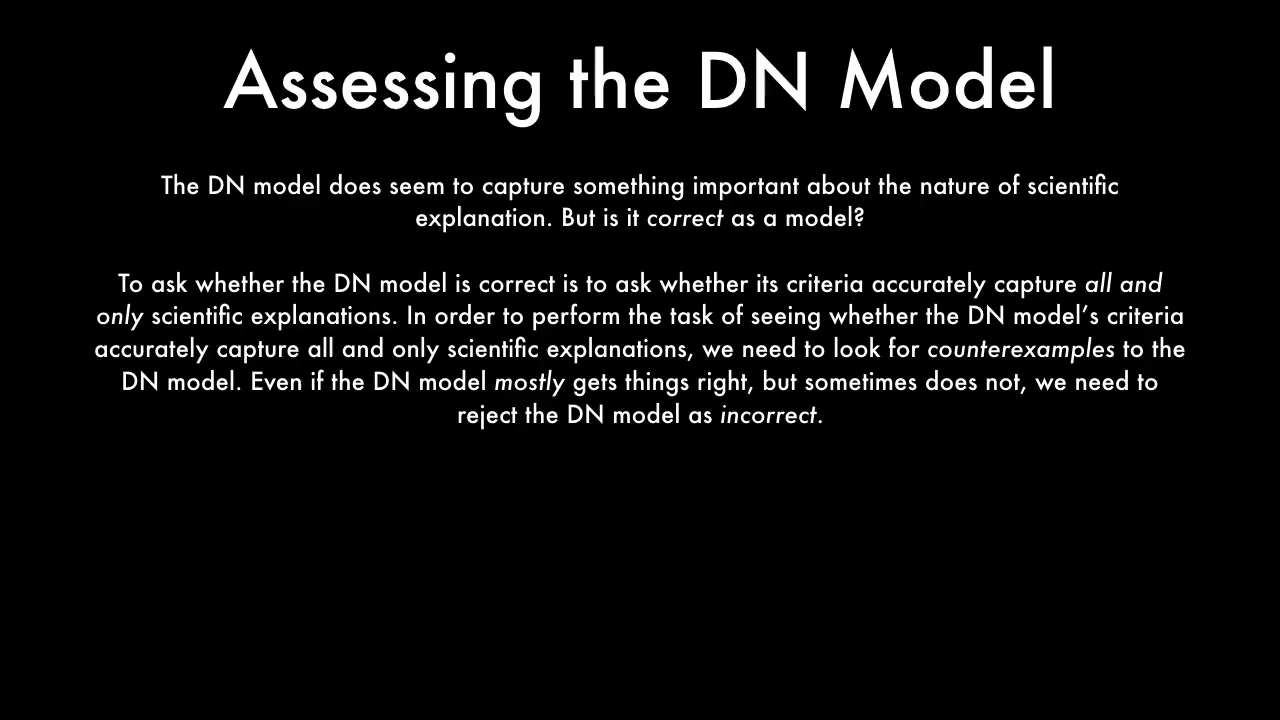 Assessing the DN Model
The DN model does seem to capture something important about the nature of scientific
explanation. But is it correct as a model?
To ask whether the DN model is correct is to ask whether its criteria accurately capture all and
only scientific explanations. In order to perform the task of seeing whether the DN model’s criteria
accurately capture all and only scientific explanations, we need to look for counterexamples to the
DN model. Even if the DN model mostly gets things right, but sometimes does not, we need to
reject the DN model as incorrect.